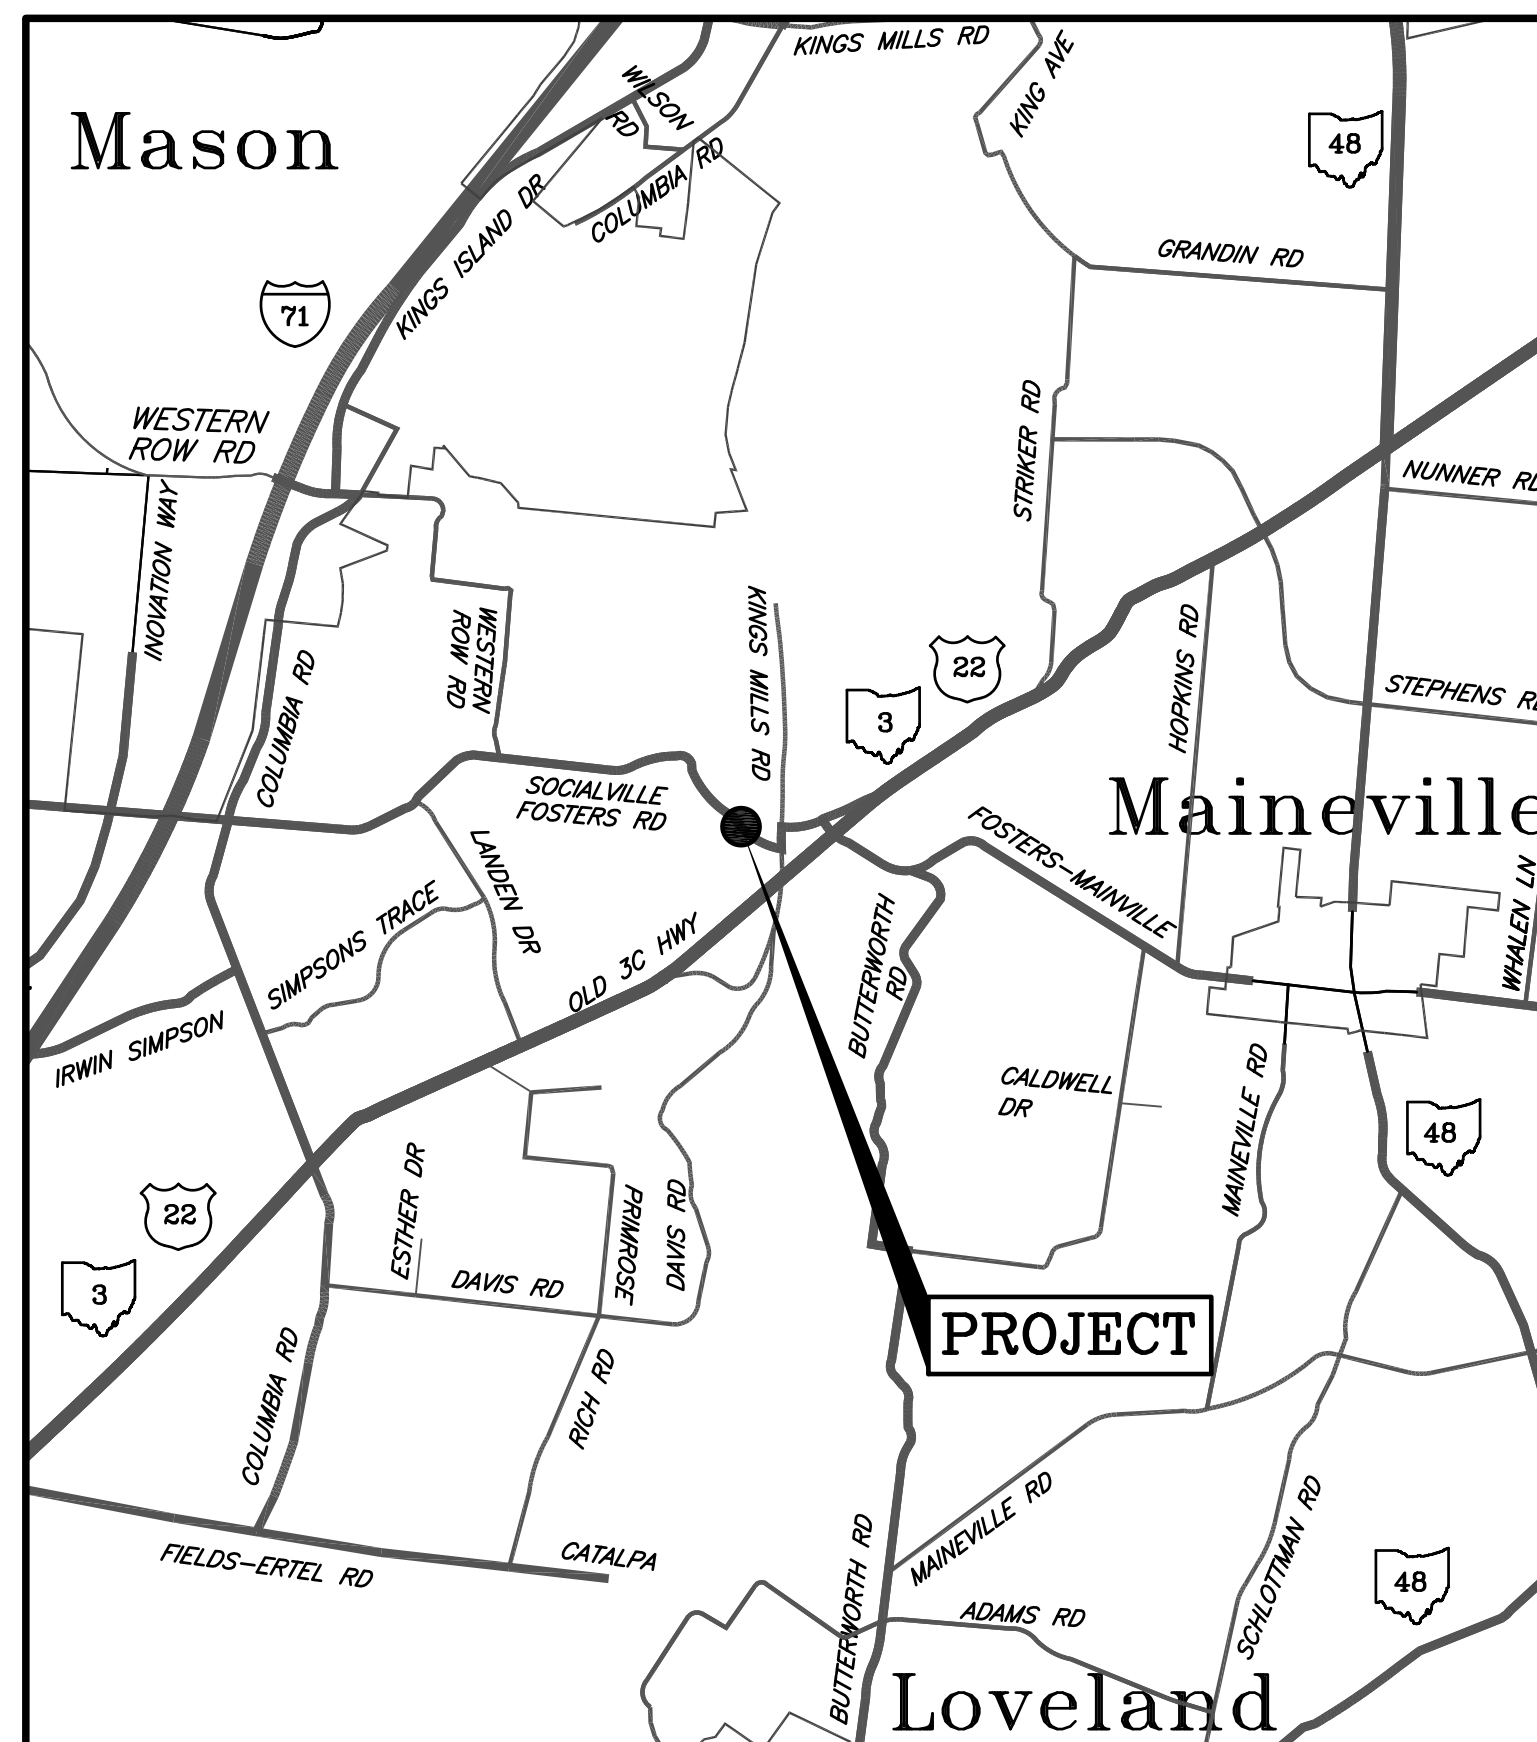 KINGS MILLS RD
KING AVE
WILSON
RD
Mason
48
COLUMBIA RD
KINGS ISLAND DR
GRANDIN RD
71
WESTERN
ROW RD
STRIKER RD
NUNNER RD
INOVATION WAY
WESTERN
ROW RD
KINGS MILLS RD
HOPKINS RD
22
COLUMBIA RD
3
STEPHENS RD
SOCIALVILLE
FOSTERS RD
Maineville
FOSTERS-MAINVILLE
LANDEN DR
SIMPSONS TRACE
WHALEN LN
BUTTERWORTH
RD
OLD 3C HWY
IRWIN SIMPSON
CALDWELL
DR
MAINEVILLE RD
48
22
ESTHER DR
PRIMROSE
DAVIS RD
3
DAVIS RD
PROJECT
COLUMBIA RD
RICH RD
MAINEVILLE RD
SCHLOTTMAN RD
FIELDS-ERTEL RD
CATALPA
BUTTERWORTH RD
48
ADAMS RD
Loveland